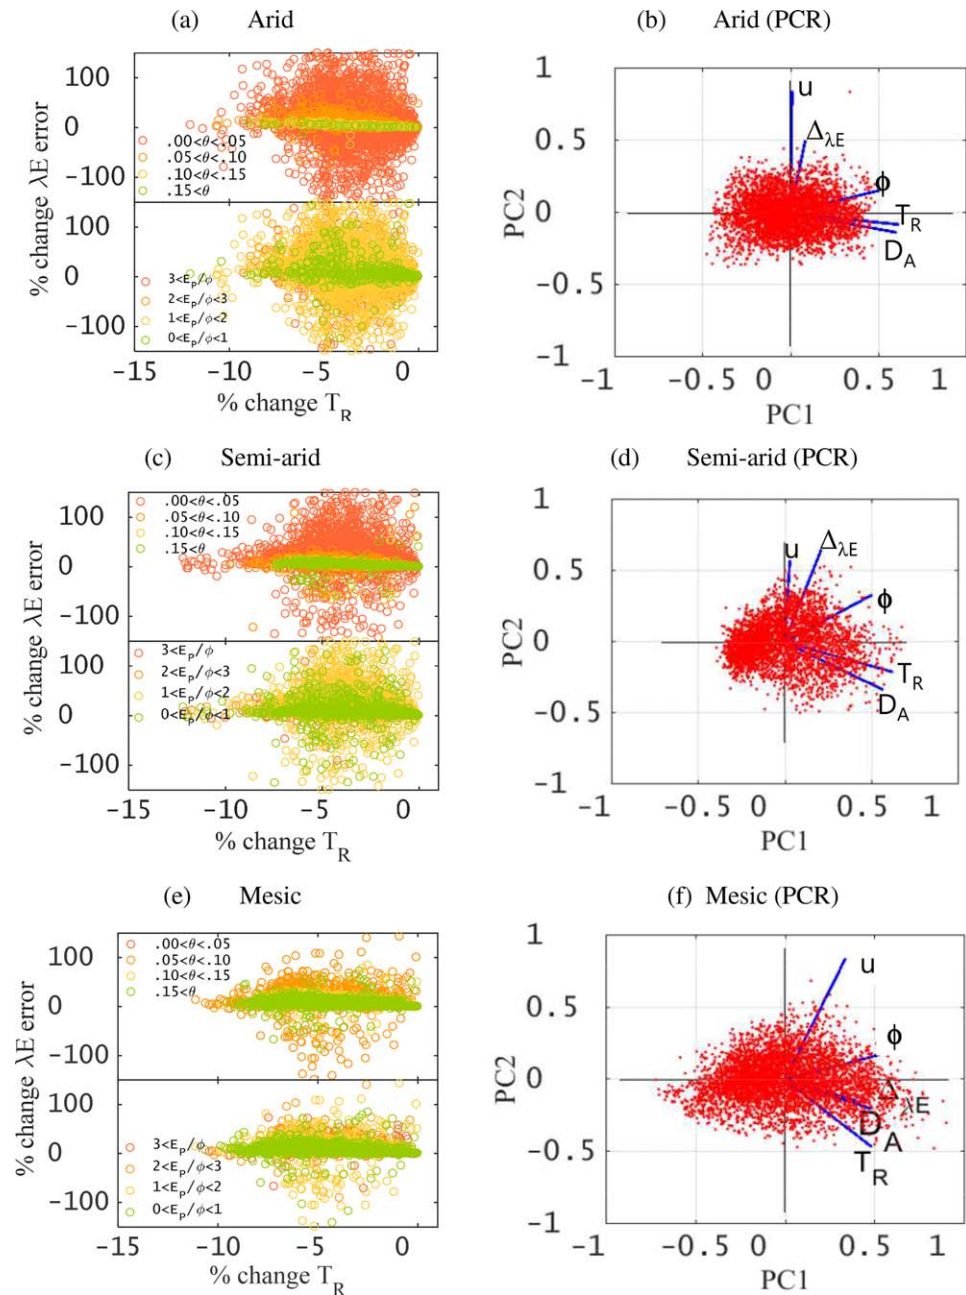 (a) Arid
100
0
-100
.00<θ<.05
.05<θ<.10
.10<θ<.15
.15<θ
100
0
-100
3<E_P/ϕ
2<E_P/ϕ<3
1<E_P/ϕ<2
0<E_P/ϕ<1
-15 -10 -5 0
% change T_R
% change λE error
(b) Arid (PCR)
1
0.5
0
-0.5
-1
u
Δ_λE
ϕ
T_R
D_A
-1 -0.5 0 0.5 1
PC1
PC2
(c) Semi-arid
100
0
-100
.00<θ<.05
.05<θ<.10
.10<θ<.15
.15<θ
100
0
-100
3<E_P/ϕ
2<E_P/ϕ<3
1<E_P/ϕ<2
0<E_P/ϕ<1
-15 -10 -5 0
% change T_R
% change λE error
(d) Semi-arid (PCR)
1
0.5
0
-0.5
-1
u
Δ_λE
ϕ
T_R
D_A
-1 -0.5 0 0.5 1
PC1
PC2
(e) Mesic
100
0
-100
.00<θ<.05
.05<θ<.10
.10<θ<.15
.15<θ
100
0
-100
3<E_P/ϕ
2<E_P/ϕ<3
1<E_P/ϕ<2
0<E_P/ϕ<1
-15 -10 -5 0
% change T_R
% change λE error
(f) Mesic (PCR)
1
0.5
0
-0.5
-1
u
ϕ
Δ_λE
D_A
T_R
-1 -0.5 0 0.5 1
PC1
PC2